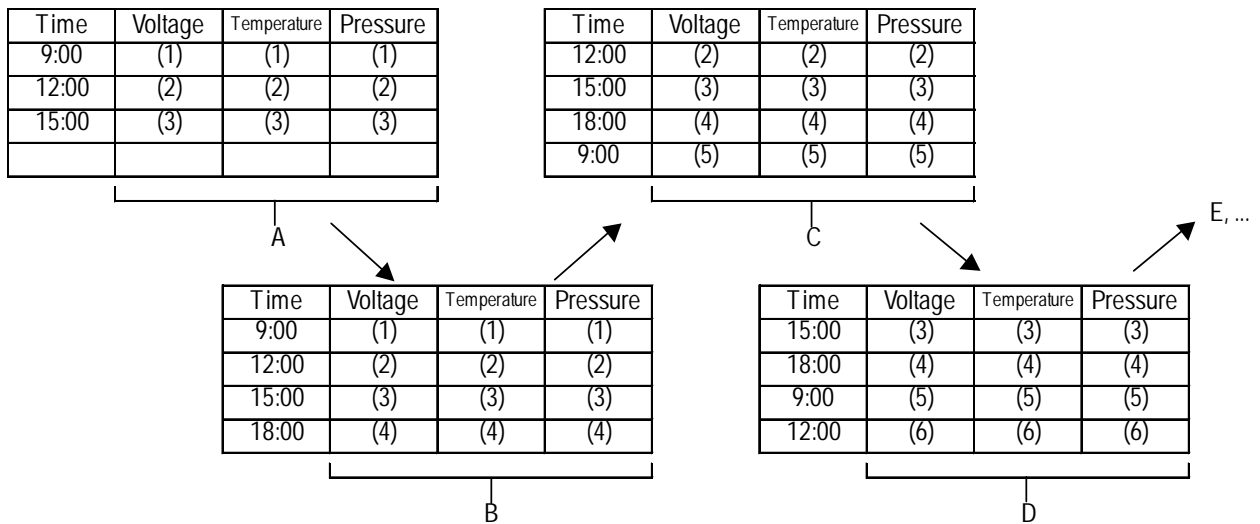 Time Voltage Temperature Pressure
9:00 (1) (1) (1)
12:00 (2) (2) (2)
15:00 (3) (3) (3)
A
Time Voltage Temperature Pressure
12:00 (2) (2) (2)
15:00 (3) (3) (3)
18:00 (4) (4) (4)
9:00 (5) (5) (5)
C
E, ...
Time Voltage Temperature Pressure
9:00 (1) (1) (1)
12:00 (2) (2) (2)
15:00 (3) (3) (3)
18:00 (4) (4) (4)
B
Time Voltage Temperature Pressure
15:00 (3) (3) (3)
18:00 (4) (4) (4)
9:00 (5) (5) (5)
12:00 (6) (6) (6)
D